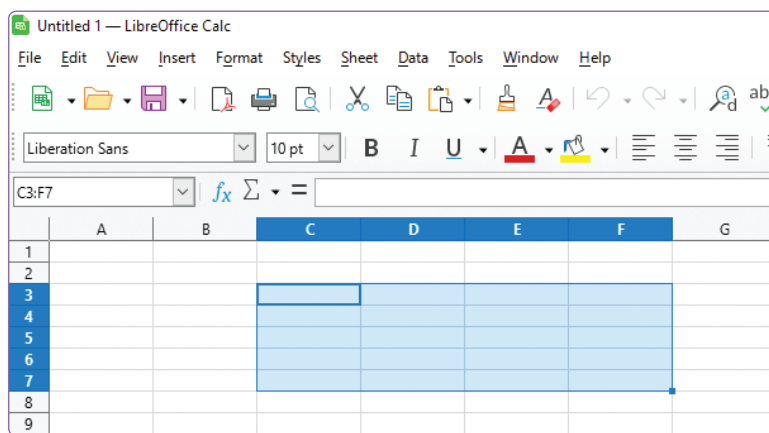 Untitled 1 — LibreOffice Calc
File Edit View Insert Format Styles Sheet Data Tools Window Help
Liberation Sans 10 pt B I U A
C3:F7 fx Σ =
A B C D E F G
1
2
3
4
5
6
7
8
9